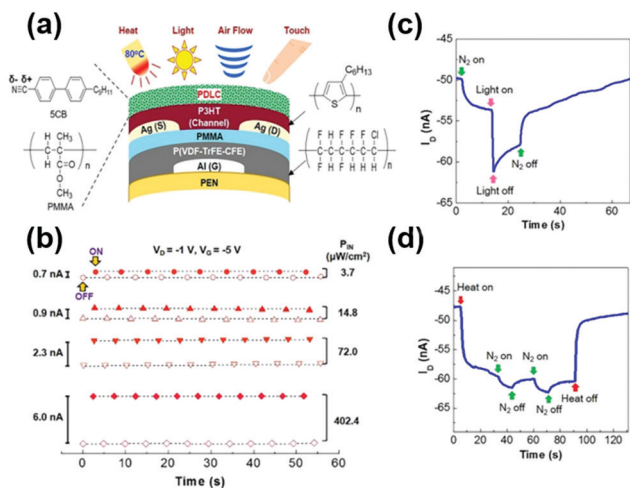 (a)
Heat
Light
Air Flow
Touch
80°C
δ- δ+
N≡C
C5H11
5CB
PDLC
P3HT
(Channel)
Ag (S)
Ag (D)
PMMA
P(VDF-TrFE-CFE)
Al (G)
PEN
C6H13
S
n
H CH3
C C
H C=O
O
CH3
n
PMMA
F H F H F F Cl
H H F H F H
n
(b)
VD = -1 V, VG = -5 V
PIN
(μW/cm2)
ON
OFF
0.7 nA
3.7
0.9 nA
14.8
2.3 nA
72.0
6.0 nA
402.4
0 10 20 30 40 50 60
Time (s)
(c)
ID (nA)
-45
-50
-55
-60
-65
N2 on
Light on
Light off
N2 off
0 20 40 60
Time (s)
(d)
ID (nA)
-45
-50
-55
-60
-65
Heat on
N2 on
N2 on
N2 off
N2 off
Heat off
0 20 40 60 80 100 120
Time (s)